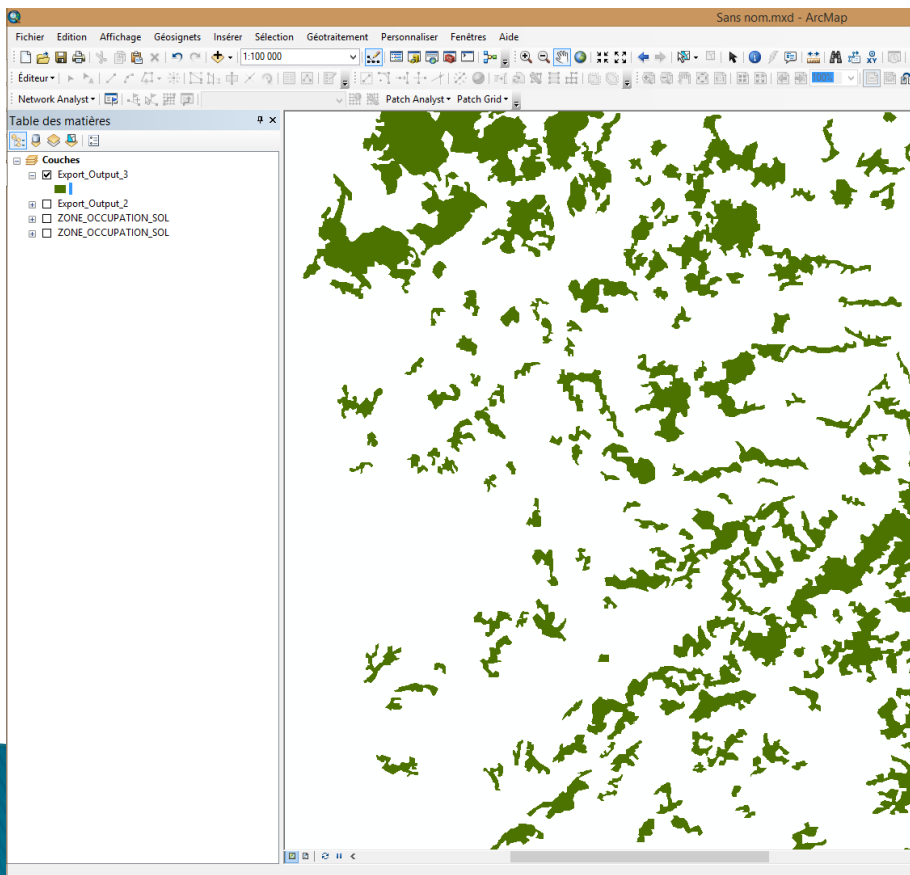 Sans nom.mxd - ArcMap
Fichier Edition Affichage Géosignets Insérer Sélection Géotraitement Personnaliser Fenêtres Aide
1:100 000
Éditeur 100%
Network Analyst Patch Analyst Patch Grid
Table des matières
Couches
Export_Output_3
Export_Output_2
ZONE_OCCUPATION_SOL
ZONE_OCCUPATION_SOL